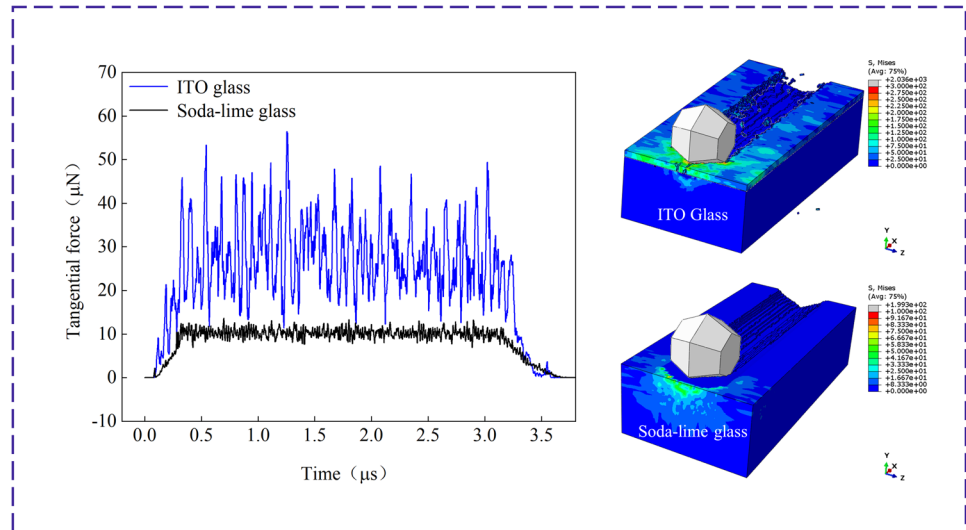 70
60
50
40
30
20
10
0
-10
Tangential force（μN）
ITO glass
Soda-lime glass
0.0 0.5 1.0 1.5 2.0 2.5 3.0 3.5
Time（μs）
S, Mises
(Avg: 75%)
+2.036e+03
+3.000e+02
+2.750e+02
+2.500e+02
+2.250e+02
+2.000e+02
+1.750e+02
+1.500e+02
+1.250e+02
+1.000e+02
+7.500e+01
+5.000e+01
+2.500e+01
+0.000e+00
ITO Glass
Y
X
Z
S, Mises
(Avg: 75%)
+1.993e+02
+1.000e+02
+9.167e+01
+8.333e+01
+7.500e+01
+6.667e+01
+5.833e+01
+5.000e+01
+4.167e+01
+3.333e+01
+2.500e+01
+1.667e+01
+8.333e+00
+0.000e+00
Soda-lime glass
Y
X
Z